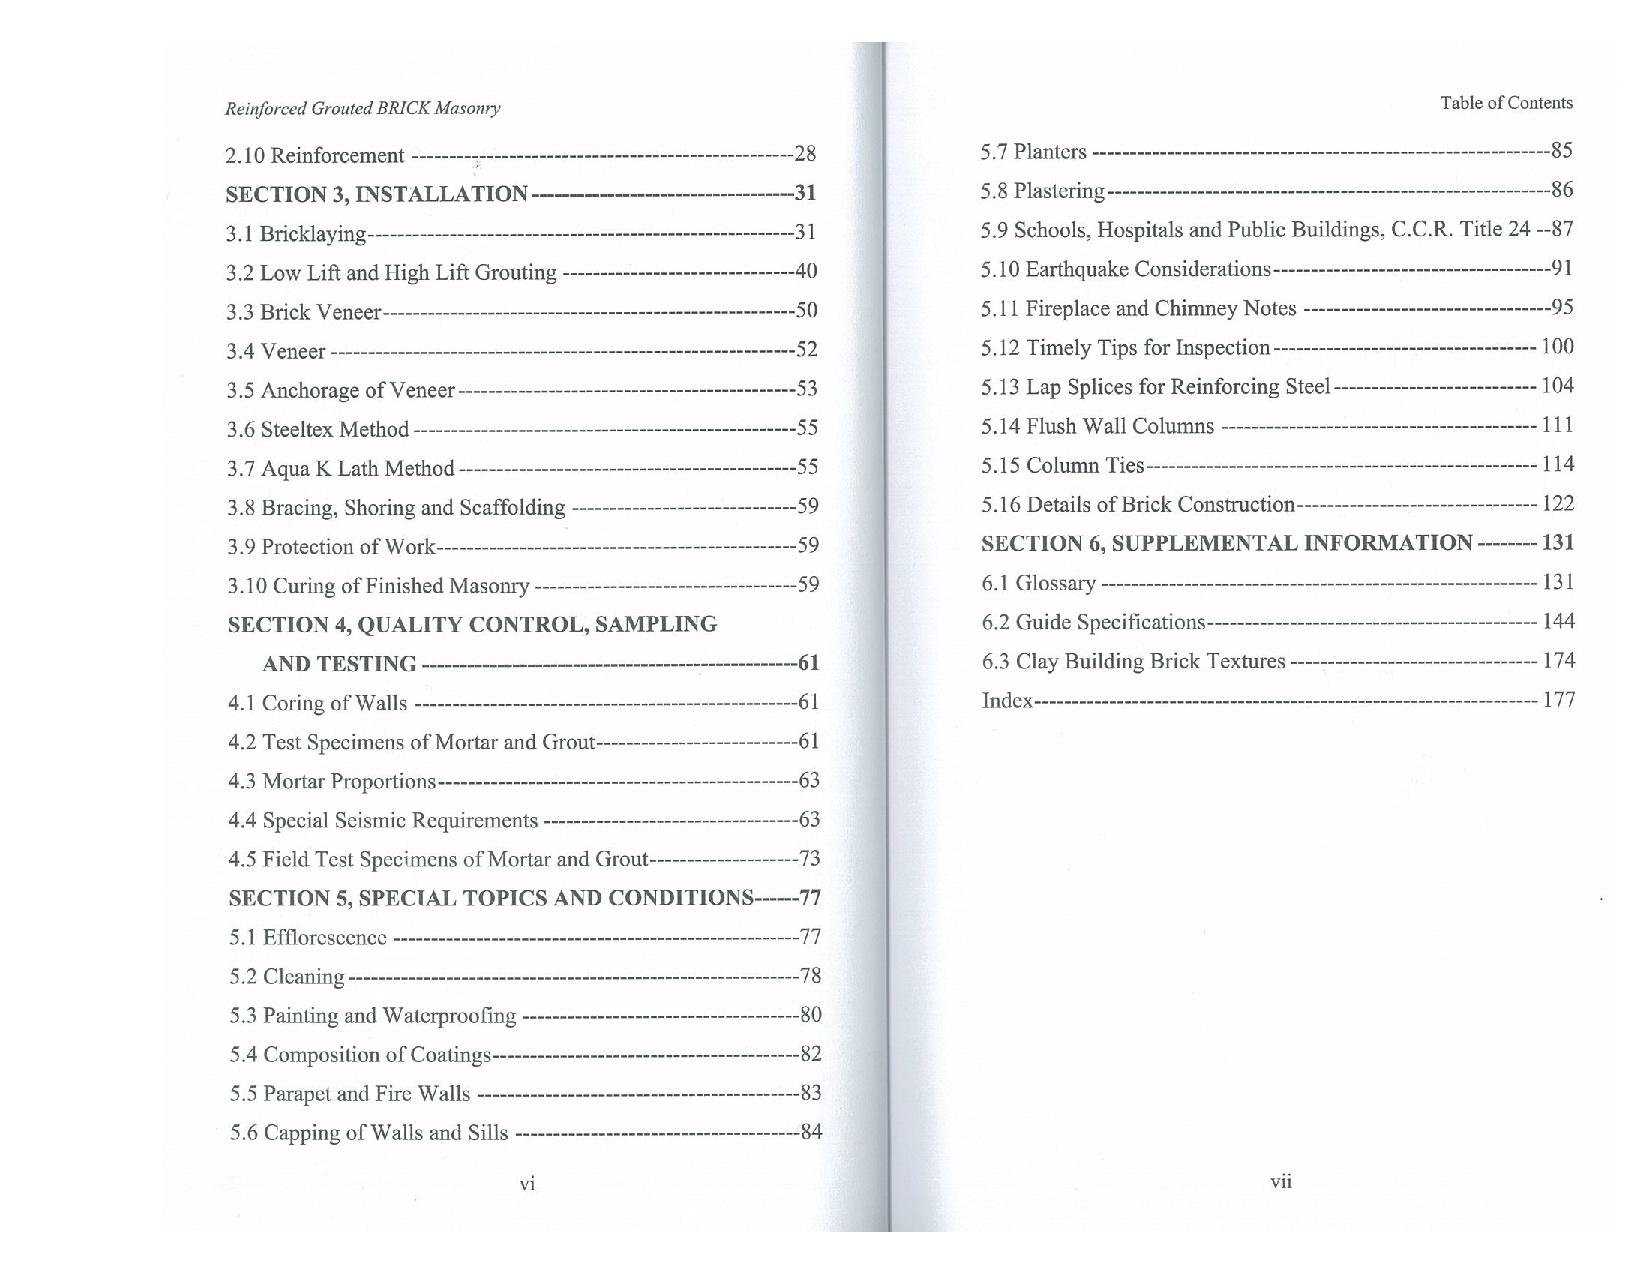 Reinforced Grouted BRICK Masonry
2.10 Reinforcement ---------------------------------------------------28
SECTION 3, INSTALLATION-----------------------------------31
3.1 Bricklaying---------------------------------------------------------31
3.2 Low Lift and High Lift Grouting -------------------------------40
3.3 Brick Veneer-------------------------------------------------------50
3.4 Veneer --------------------------------------------------------------52
3.5 Anchorage of Veneer---------------------------------------------53
3.6 Steeltex Method ---------------------------------------------------55
3.7 Aqua K Lath Method---------------------------------------------55
3.8 Bracing, Shoring and Scaffolding ------------------------------59
3.9 Protection of Work------------------------------------------------59
3.10 Curing of Finished Masonry -----------------------------------59
SECTION 4, QUALITY CONTROL, SAMPLING
AND TESTING --------------------------------------------------61
4.1 Coring of Walls ---------------------------------------------------61
4.2 Test Specimens of Mortar and Grout---------------------------61
4.3 Mortar Proportions------------------------------------------------63
4.4 Special Seismic Requirements ----------------------------------63
4.5 Field Test Specimens of Mortar and Grout--------------------73
SECTION 5, SPECIAL TOPICS AND CONDITIONS------77
5.1 Efflorescence ------------------------------------------------------77
5.2 Cleaning------------------------------------------------------------78
5.3 Painting and Waterproofing -------------------------------------80
5.4 Composition of Coatings-----------------------------------------82
5.5 Parapet and Fire Walls -------------------------------------------83
5.6 Capping of Walls and Sills --------------------------------------84
vi
Table of Contents
5.7 Planters -------------------------------------------------------------85
5.8 Plastering-----------------------------------------------------------86
5.9 Schools, Hospitals and Public Buildings, C.C.R. Title 24 --87
5.10 Earthquake Considerations-------------------------------------91
5.11 Fireplace and Chimney Notes ---------------------------------95
5.12 Timely Tips for Inspection----------------------------------- 100
5.13 Lap Splices for Reinforcing Steel--------------------------- 104
5.14 Flush Wall Columns ------------------------------------------ 111
5.15 Column Ties---------------------------------------------------- 114
5.16 Details of Brick Construction-------------------------------- 122
SECTION 6, SUPPLEMENTAL INFORMATION-------- 131
6.1 Glossary ---------------------------------------------------------- 131
6.2 Guide Specifications-------------------------------------------- 144
6.3 Clay Building Brick Textures --------------------------------- 174
Index------------------------------------------------------------------- 177
vii